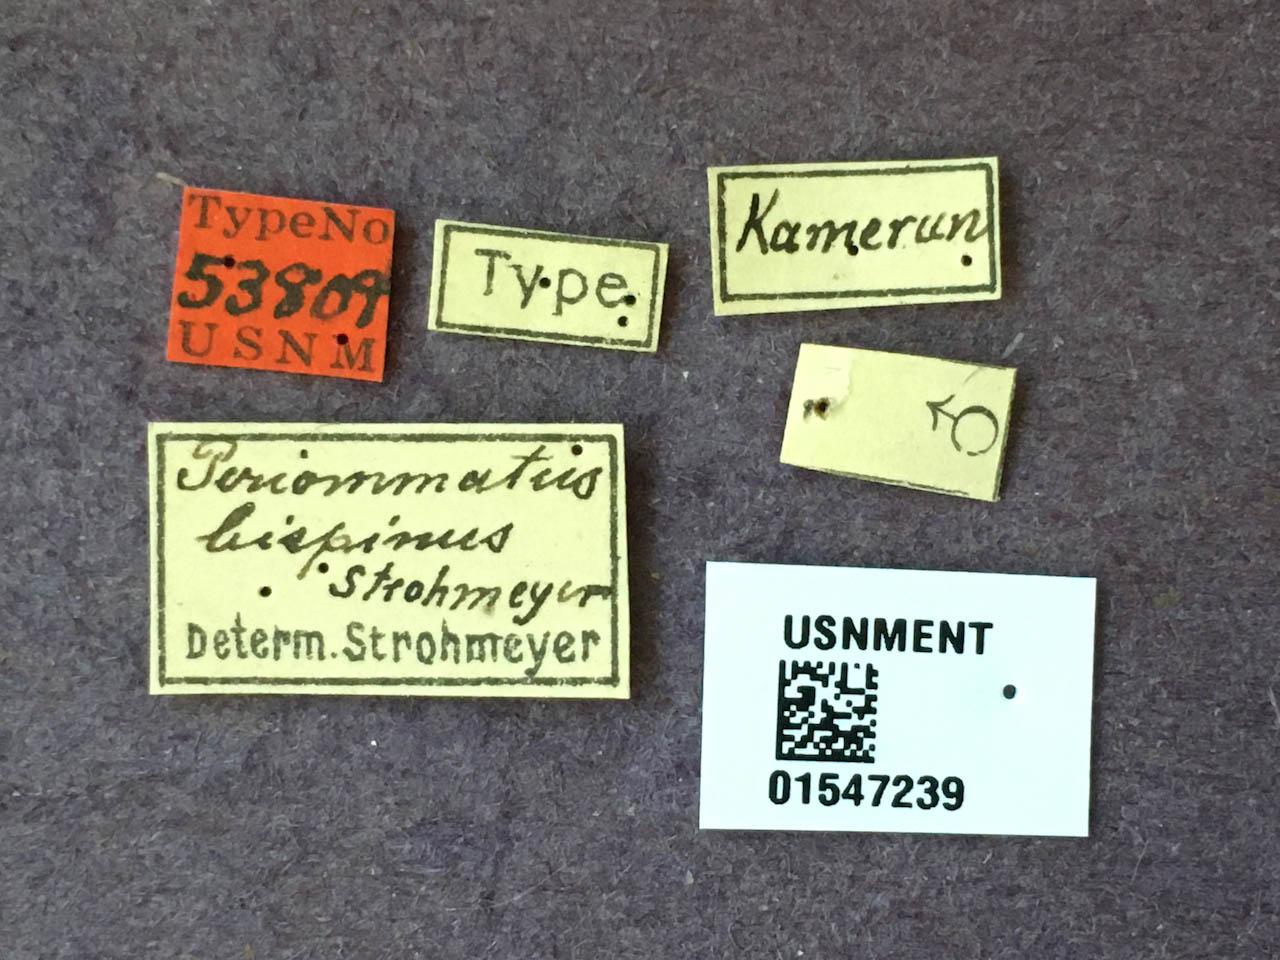 TypeNo
53809
USNM
Type
Kamerun
♂
Periommatus
bispinus
Strohmeyer
Determ. Strohmeyer
USNMENT
01547239